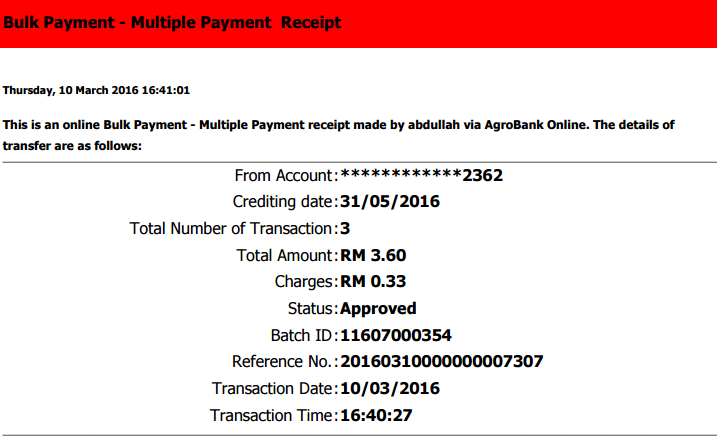 Bulk Payment - Multiple Payment Receipt
Thursday, 10 March 2016 16:41:01
This is an online Bulk Payment - Multiple Payment receipt made by abdullah via AgroBank Online. The details of
transfer are as follows:
From Account:************2362
Crediting date:31/05/2016
Total Number of Transaction:3
Total Amount:RM 3.60
Charges:RM 0.33
Status:Approved
Batch ID:11607000354
Reference No.:20160310000000007307
Transaction Date:10/03/2016
Transaction Time:16:40:27